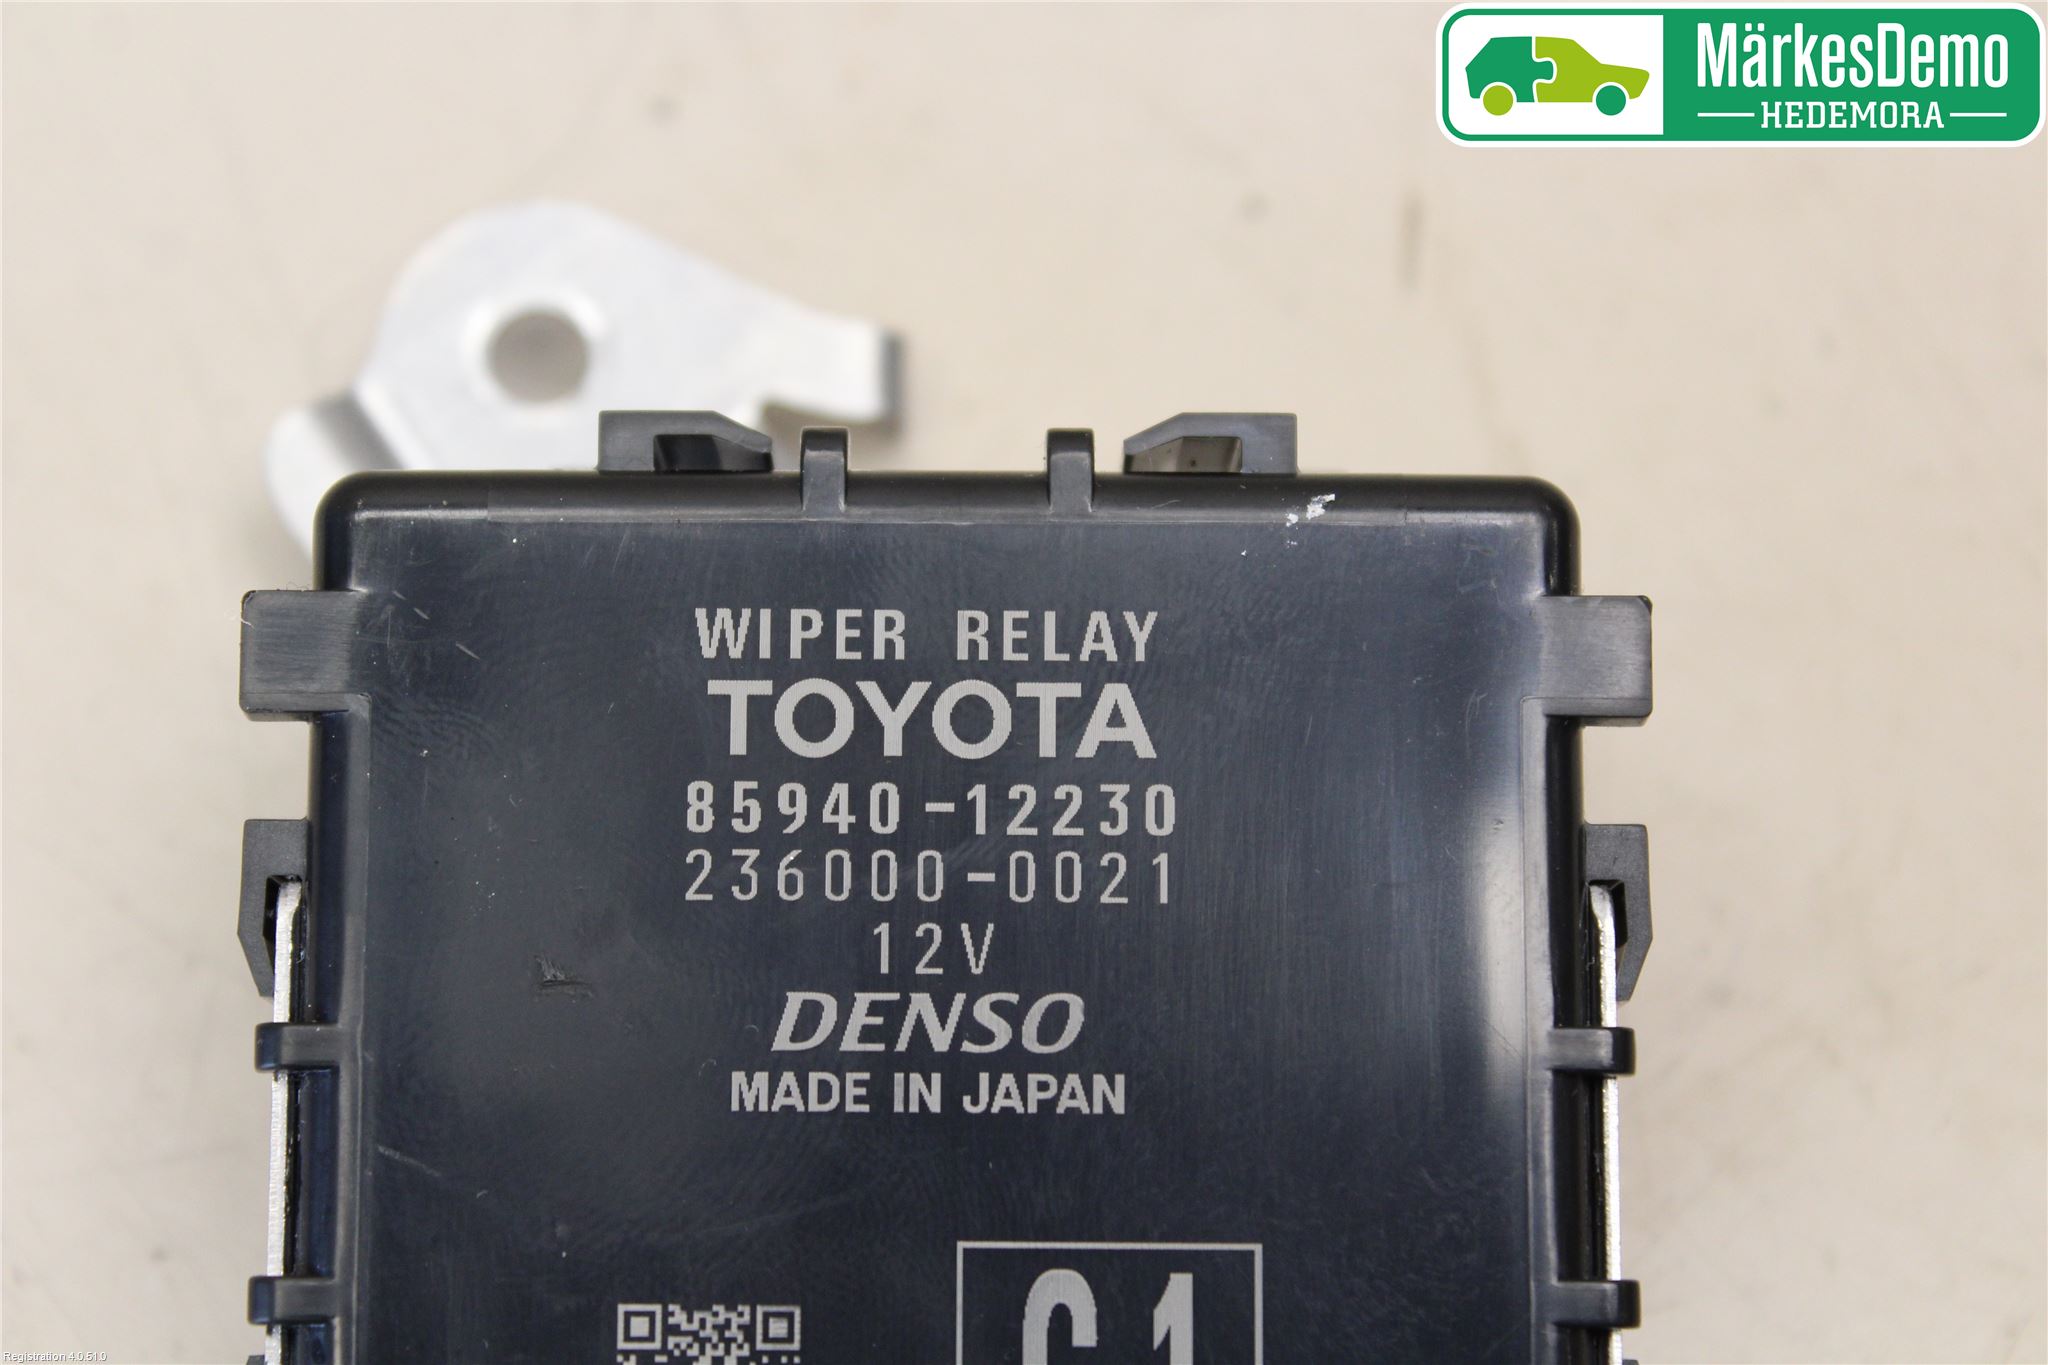 MärkesDemo
HEDEMORA
WIPER RELAY
TOYOTA
85940-12230
236000-0021
12V
DENSO
MADE IN JAPAN
Registration 4.0.51.0